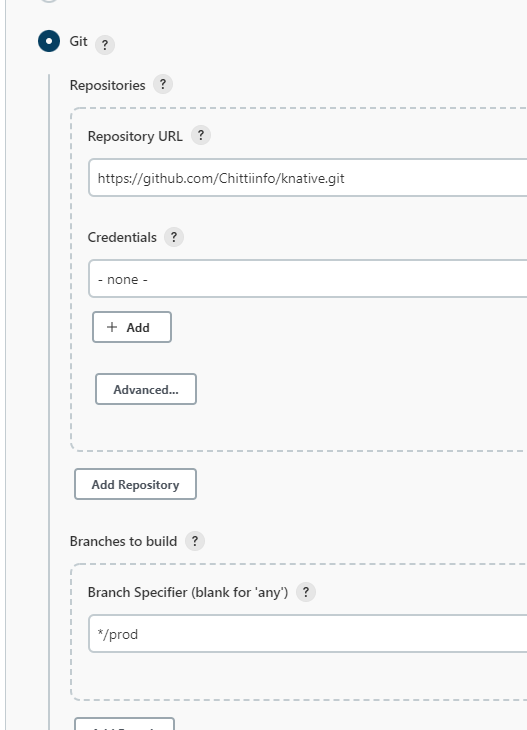 Git ?
Repositories ?
Repository URL ?
https://github.com/Chittiinfo/knative.git
Credentials ?
- none -
+ Add
Advanced...
Add Repository
Branches to build ?
Branch Specifier (blank for 'any') ?
*/prod